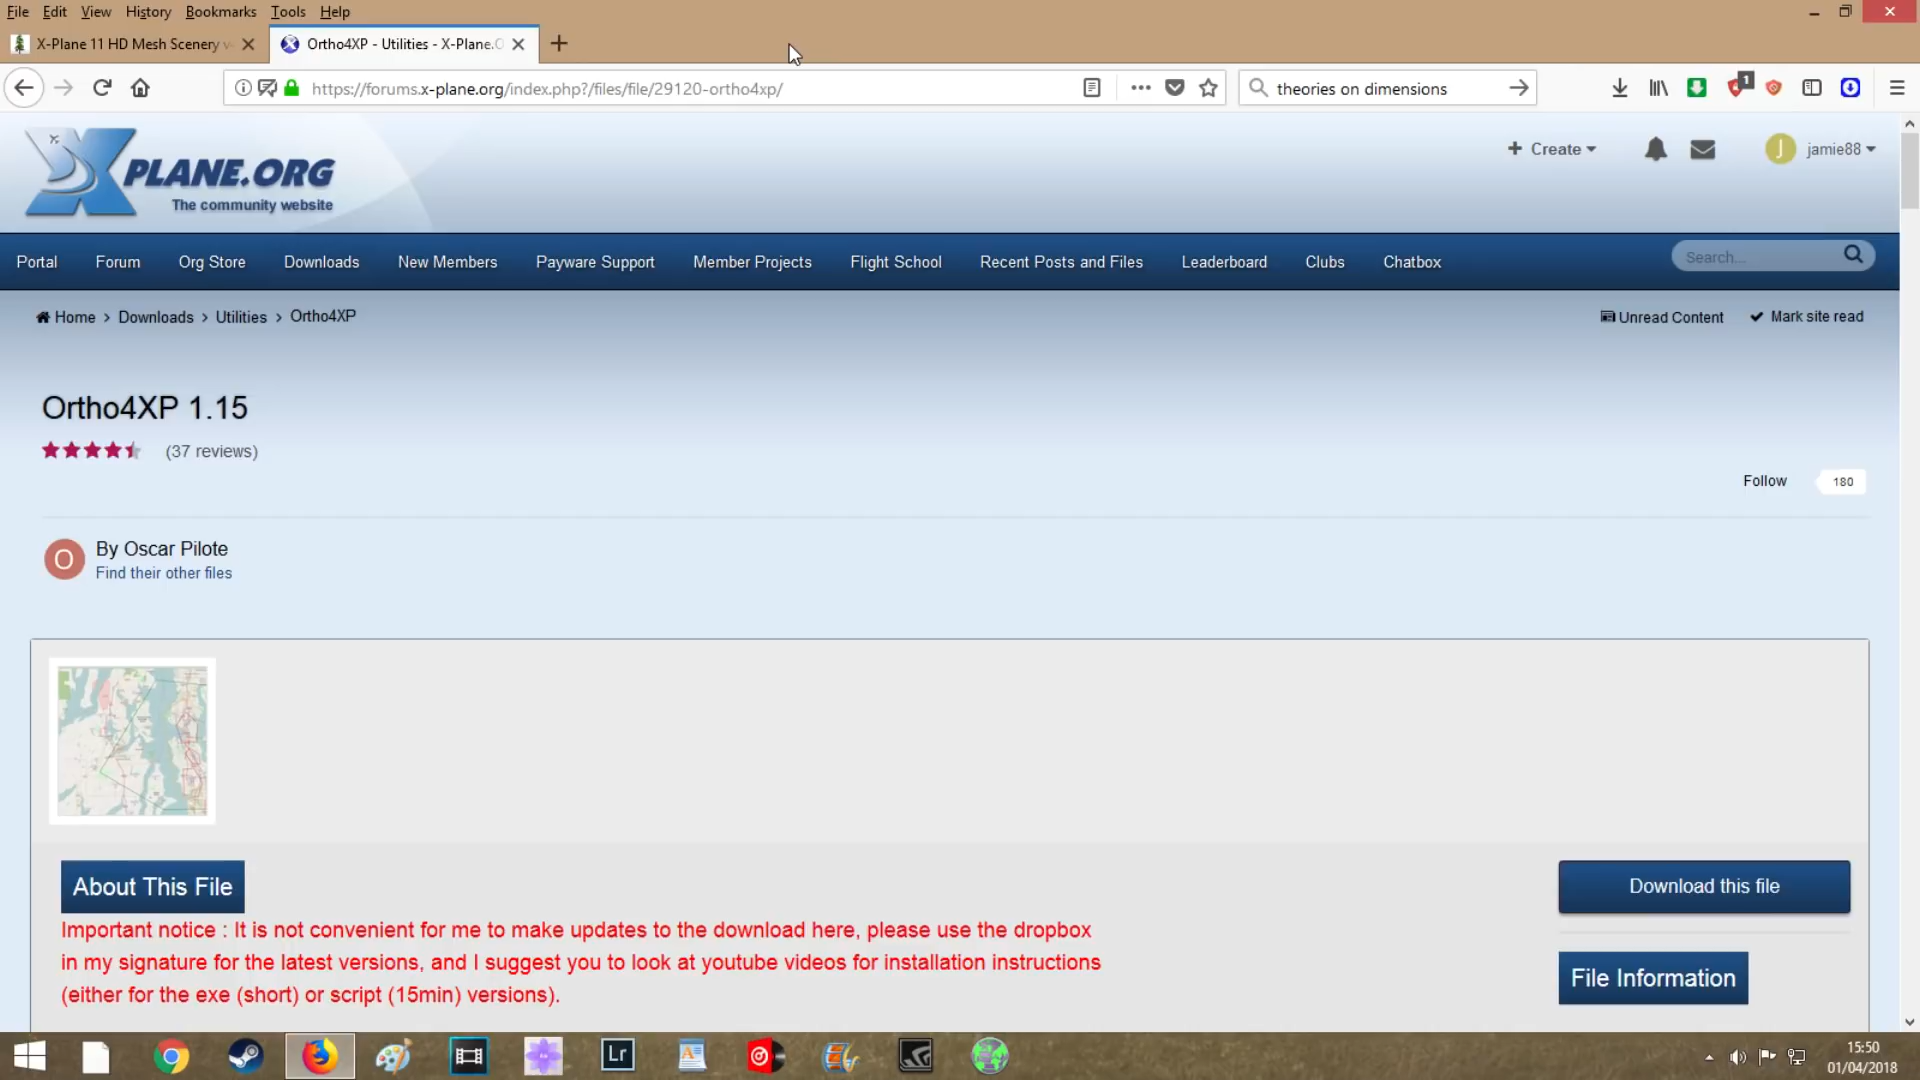 File Edit View History Bookmarks Tools Help
X-Plane 11 HD Mesh Scenery
Ortho4XP - Utilities - X-Plane.O
https://forums.x-plane.org/index.php?/files/file/29120-ortho4xp/
theories on dimensions
1
X PLANE.ORG
The community website
+ Create
J jamie88
Portal Forum Org Store Downloads New Members Payware Support Member Projects Flight School Recent Posts and Files Leaderboard Clubs Chatbox
Search...
Home > Downloads > Utilities > Ortho4XP
Unread Content Mark site read
Ortho4XP 1.15
(37 reviews)
Follow 180
O
By Oscar Pilote
Find their other files
About This File
Download this file
Important notice : It is not convenient for me to make updates to the download here, please use the dropbox
in my signature for the latest versions, and I suggest you to look at youtube videos for installation instructions
(either for the exe (short) or script (15min) versions).
File Information
Lr
15:50
01/04/2018